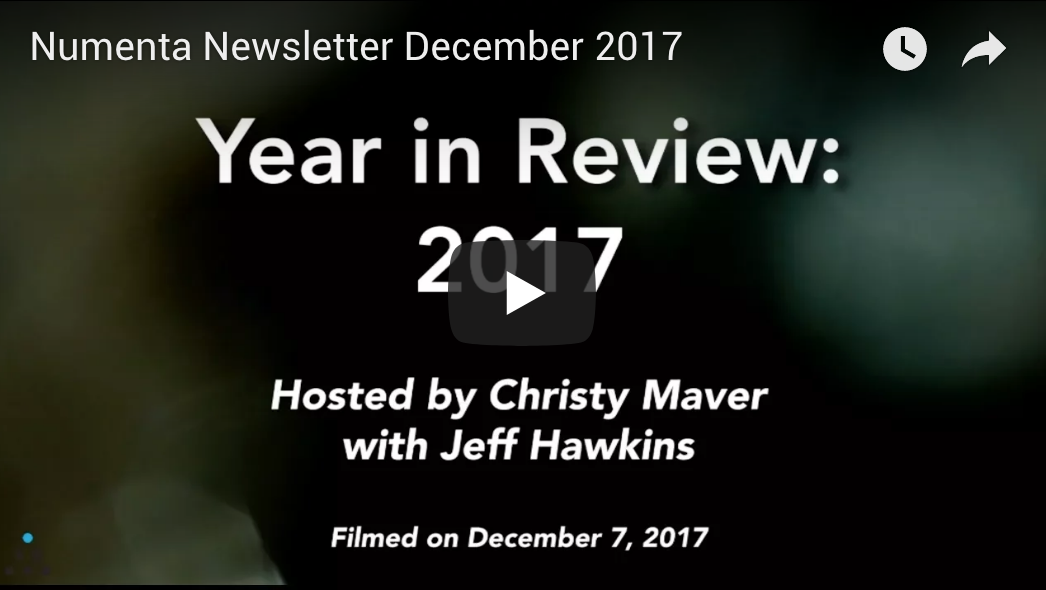 Numenta Newsletter December 2017
Year in Review:
2017
Hosted by Christy Maver
with Jeff Hawkins
Filmed on December 7, 2017